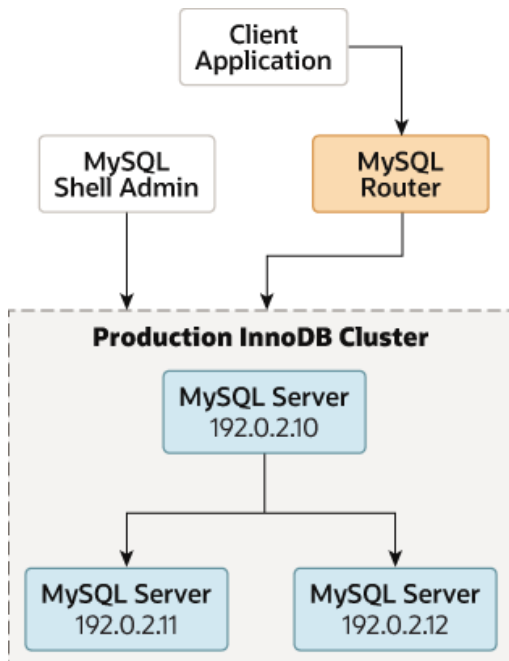 Client
Application
MySQL
Shell Admin
MySQL
Router
Production InnoDB Cluster
MySQL Server
192.0.2.10
MySQL Server
192.0.2.11
MySQL Server
192.0.2.12